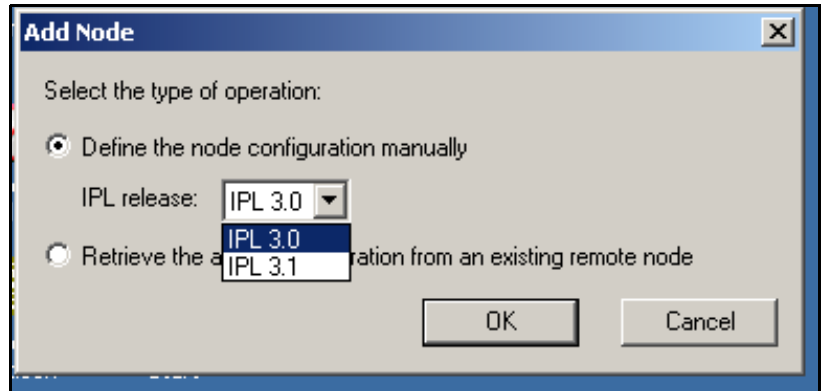 Add Node
Select the type of operation:
Define the node configuration manually
IPL release: IPL 3.0
IPL 3.0
IPL 3.1
Retrieve the a ration from an existing remote node
OK Cancel